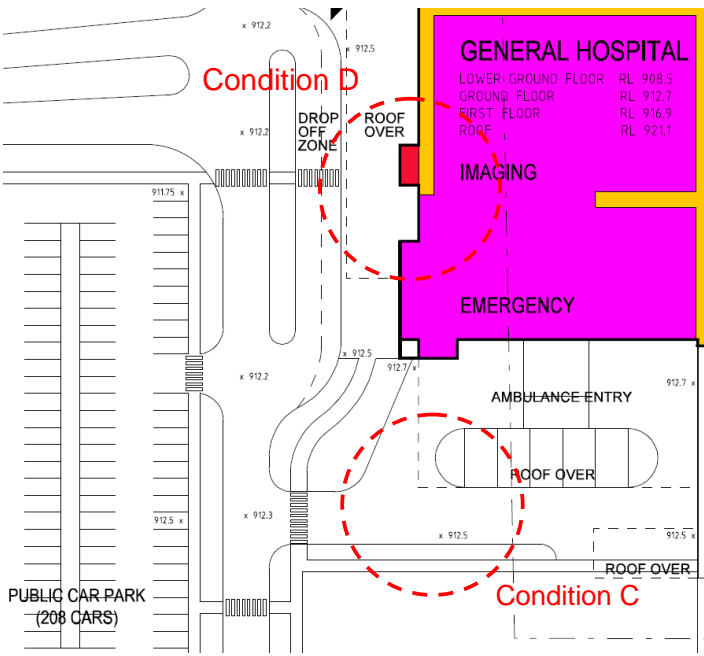 x 912.2
x 912.5
GENERAL HOSPITAL
LOWER GROUND FLOOR RL 908.5
GROUND FLOOR RL 912.7
FIRST FLOOR RL 916.9
ROOF RL 921.1
Condition D
x 912.2
DROP
OFF
ZONE
ROOF
OVER
IMAGING
911.75 x
EMERGENCY
x 912.5
912.7 x
x 912.2
912.7 x
AMBULANCE ENTRY
ROOF OVER
912.5 x
x 912.3
x 912.5
912.5 x
ROOF OVER
Condition C
PUBLIC CAR PARK
(208 CARS)